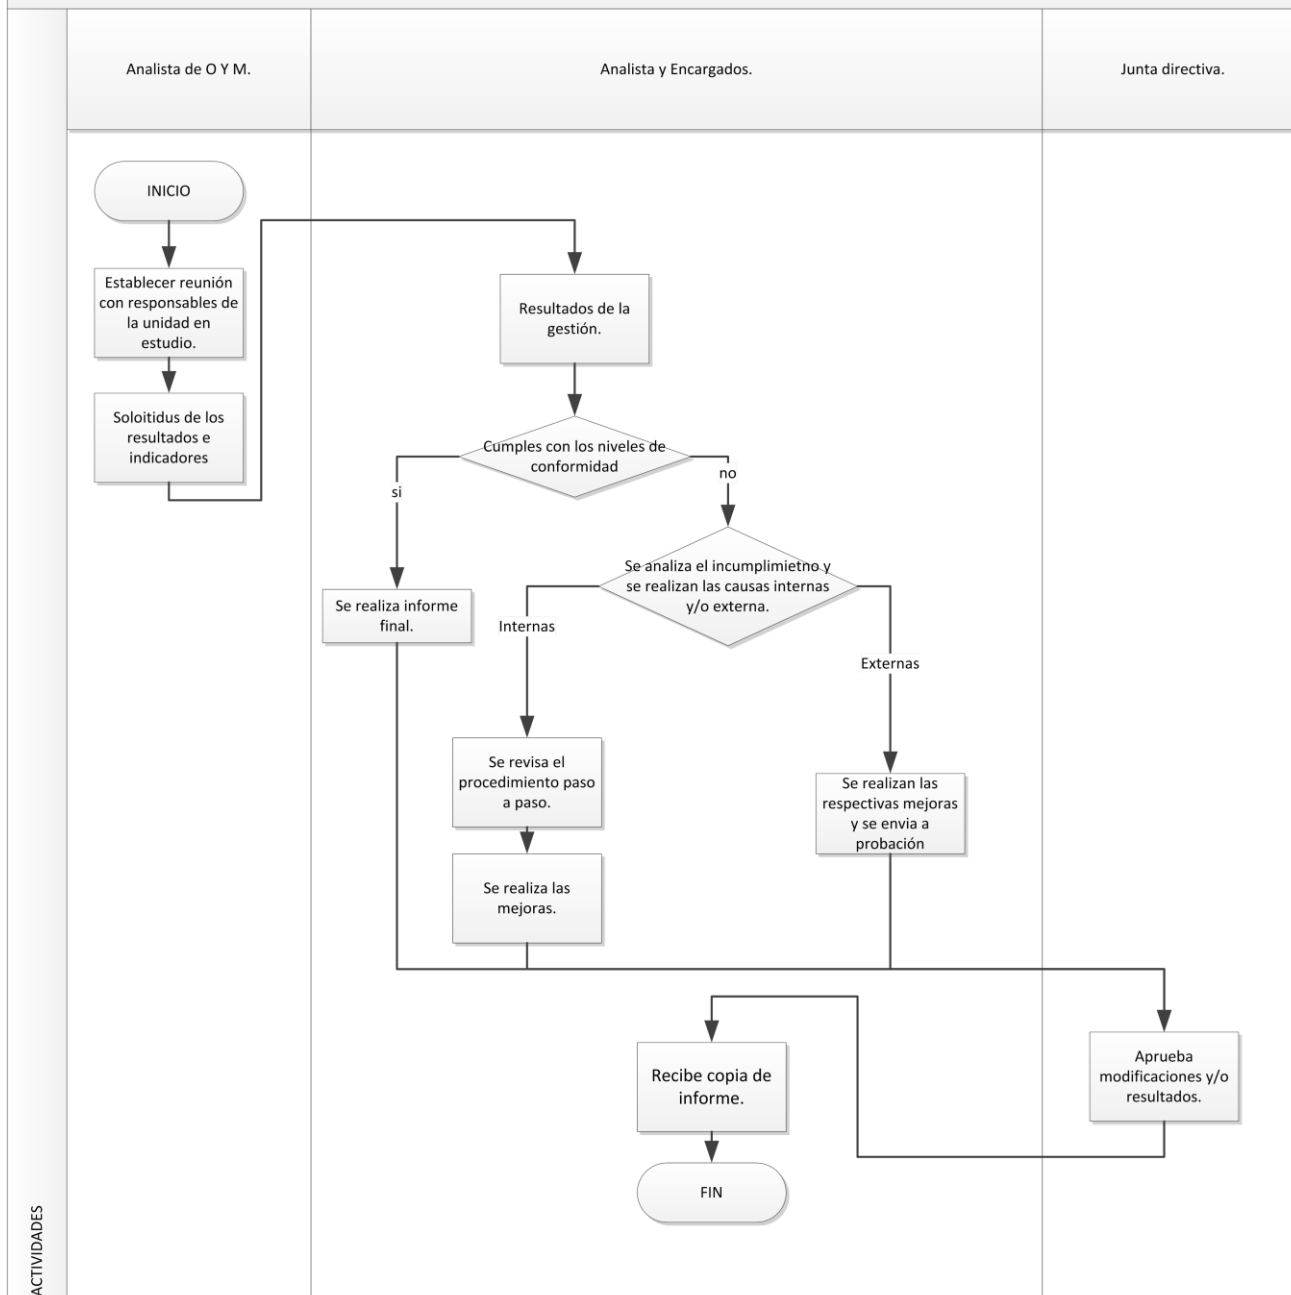 Analista de O Y M.
Analista y Encargados.
Junta directiva.
INICIO
Establecer reunión
con responsables de
la unidad en
estudio.
Soloitidus de los
resultados e
indicadores
Resultados de la
gestión.
Cumples con los niveles de
conformidad
si
no
Se analiza el incumplimietno y
se realizan las causas internas
y/o externa.
Se realiza informe
final.
Internas
Externas
Se revisa el
procedimiento paso
a paso.
Se realizan las
respectivas mejoras
y se envia a
probación
Se realiza las
mejoras.
Aprueba
modificaciones y/o
resultados.
Recibe copia de
informe.
FIN
ACTIVIDADES